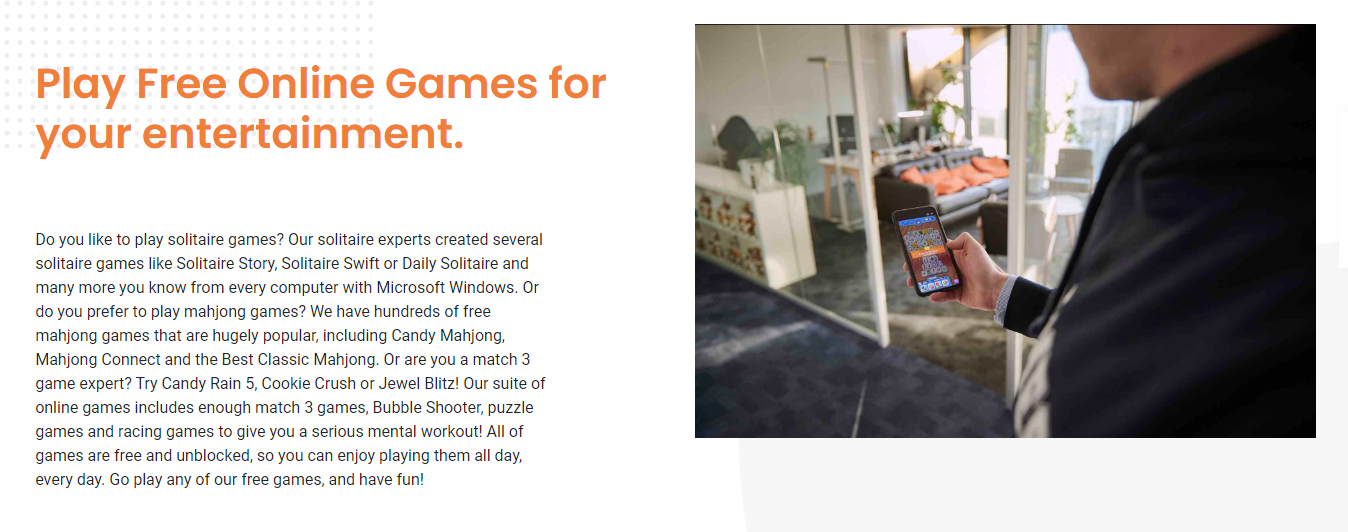 Play Free Online Games for
your entertainment.
Do you like to play solitaire games? Our solitaire experts created several
solitaire games like Solitaire Story, Solitaire Swift or Daily Solitaire and
many more you know from every computer with Microsoft Windows. Or
do you prefer to play mahjong games? We have hundreds of free
mahjong games that are hugely popular, including Candy Mahjong,
Mahjong Connect and the Best Classic Mahjong. Or are you a match 3
game expert? Try Candy Rain 5, Cookie Crush or Jewel Blitz! Our suite of
online games includes enough match 3 games, Bubble Shooter, puzzle
games and racing games to give you a serious mental workout! All of
games are free and unblocked, so you can enjoy playing them all day,
every day. Go play any of our free games, and have fun!